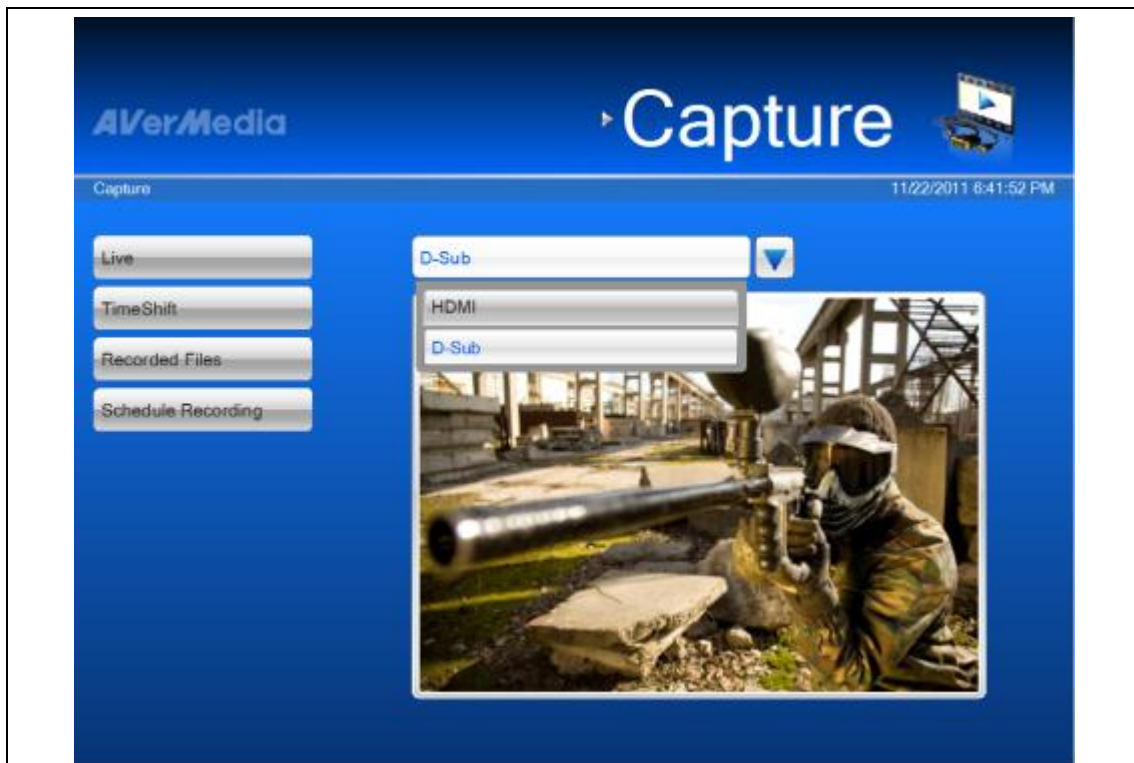 AVerMedia
Capture
Capture
11/22/2011 6:41:52 PM
Live
TimeShift
Recorded Files
Schedule Recording
D-Sub
HDMI
D-Sub